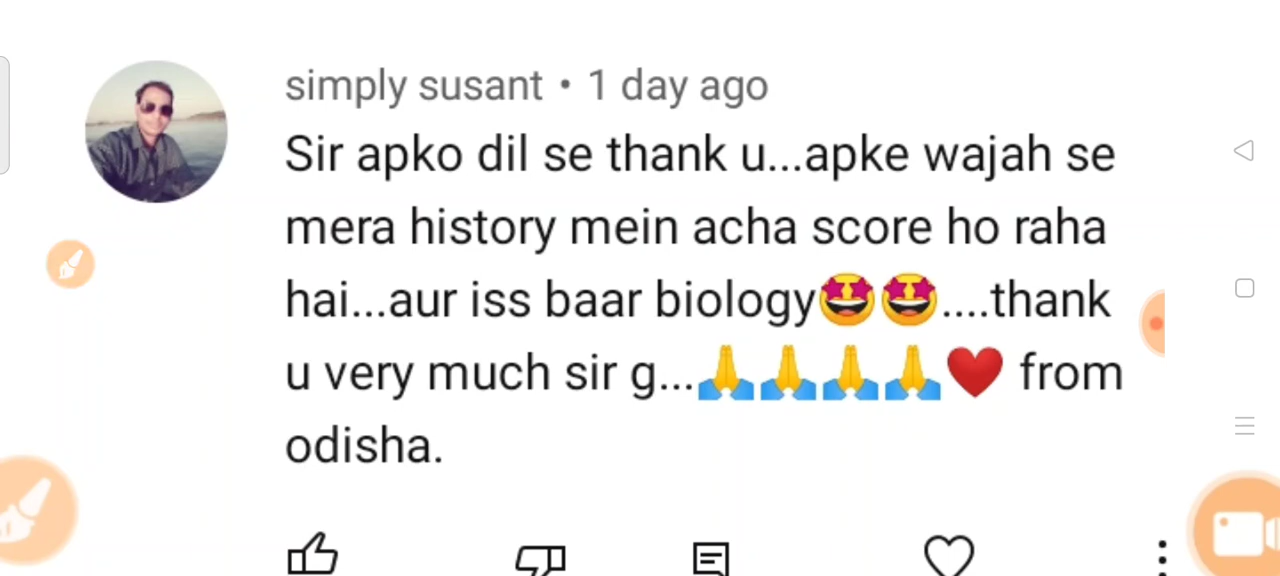 simply susant • 1 day ago
Sir apko dil se thank u...apke wajah se
mera history mein acha score ho raha
hai...aur iss baar biology🤩🤩....thank
u very much sir g...🙏🙏🙏🙏❤️ from
odisha.